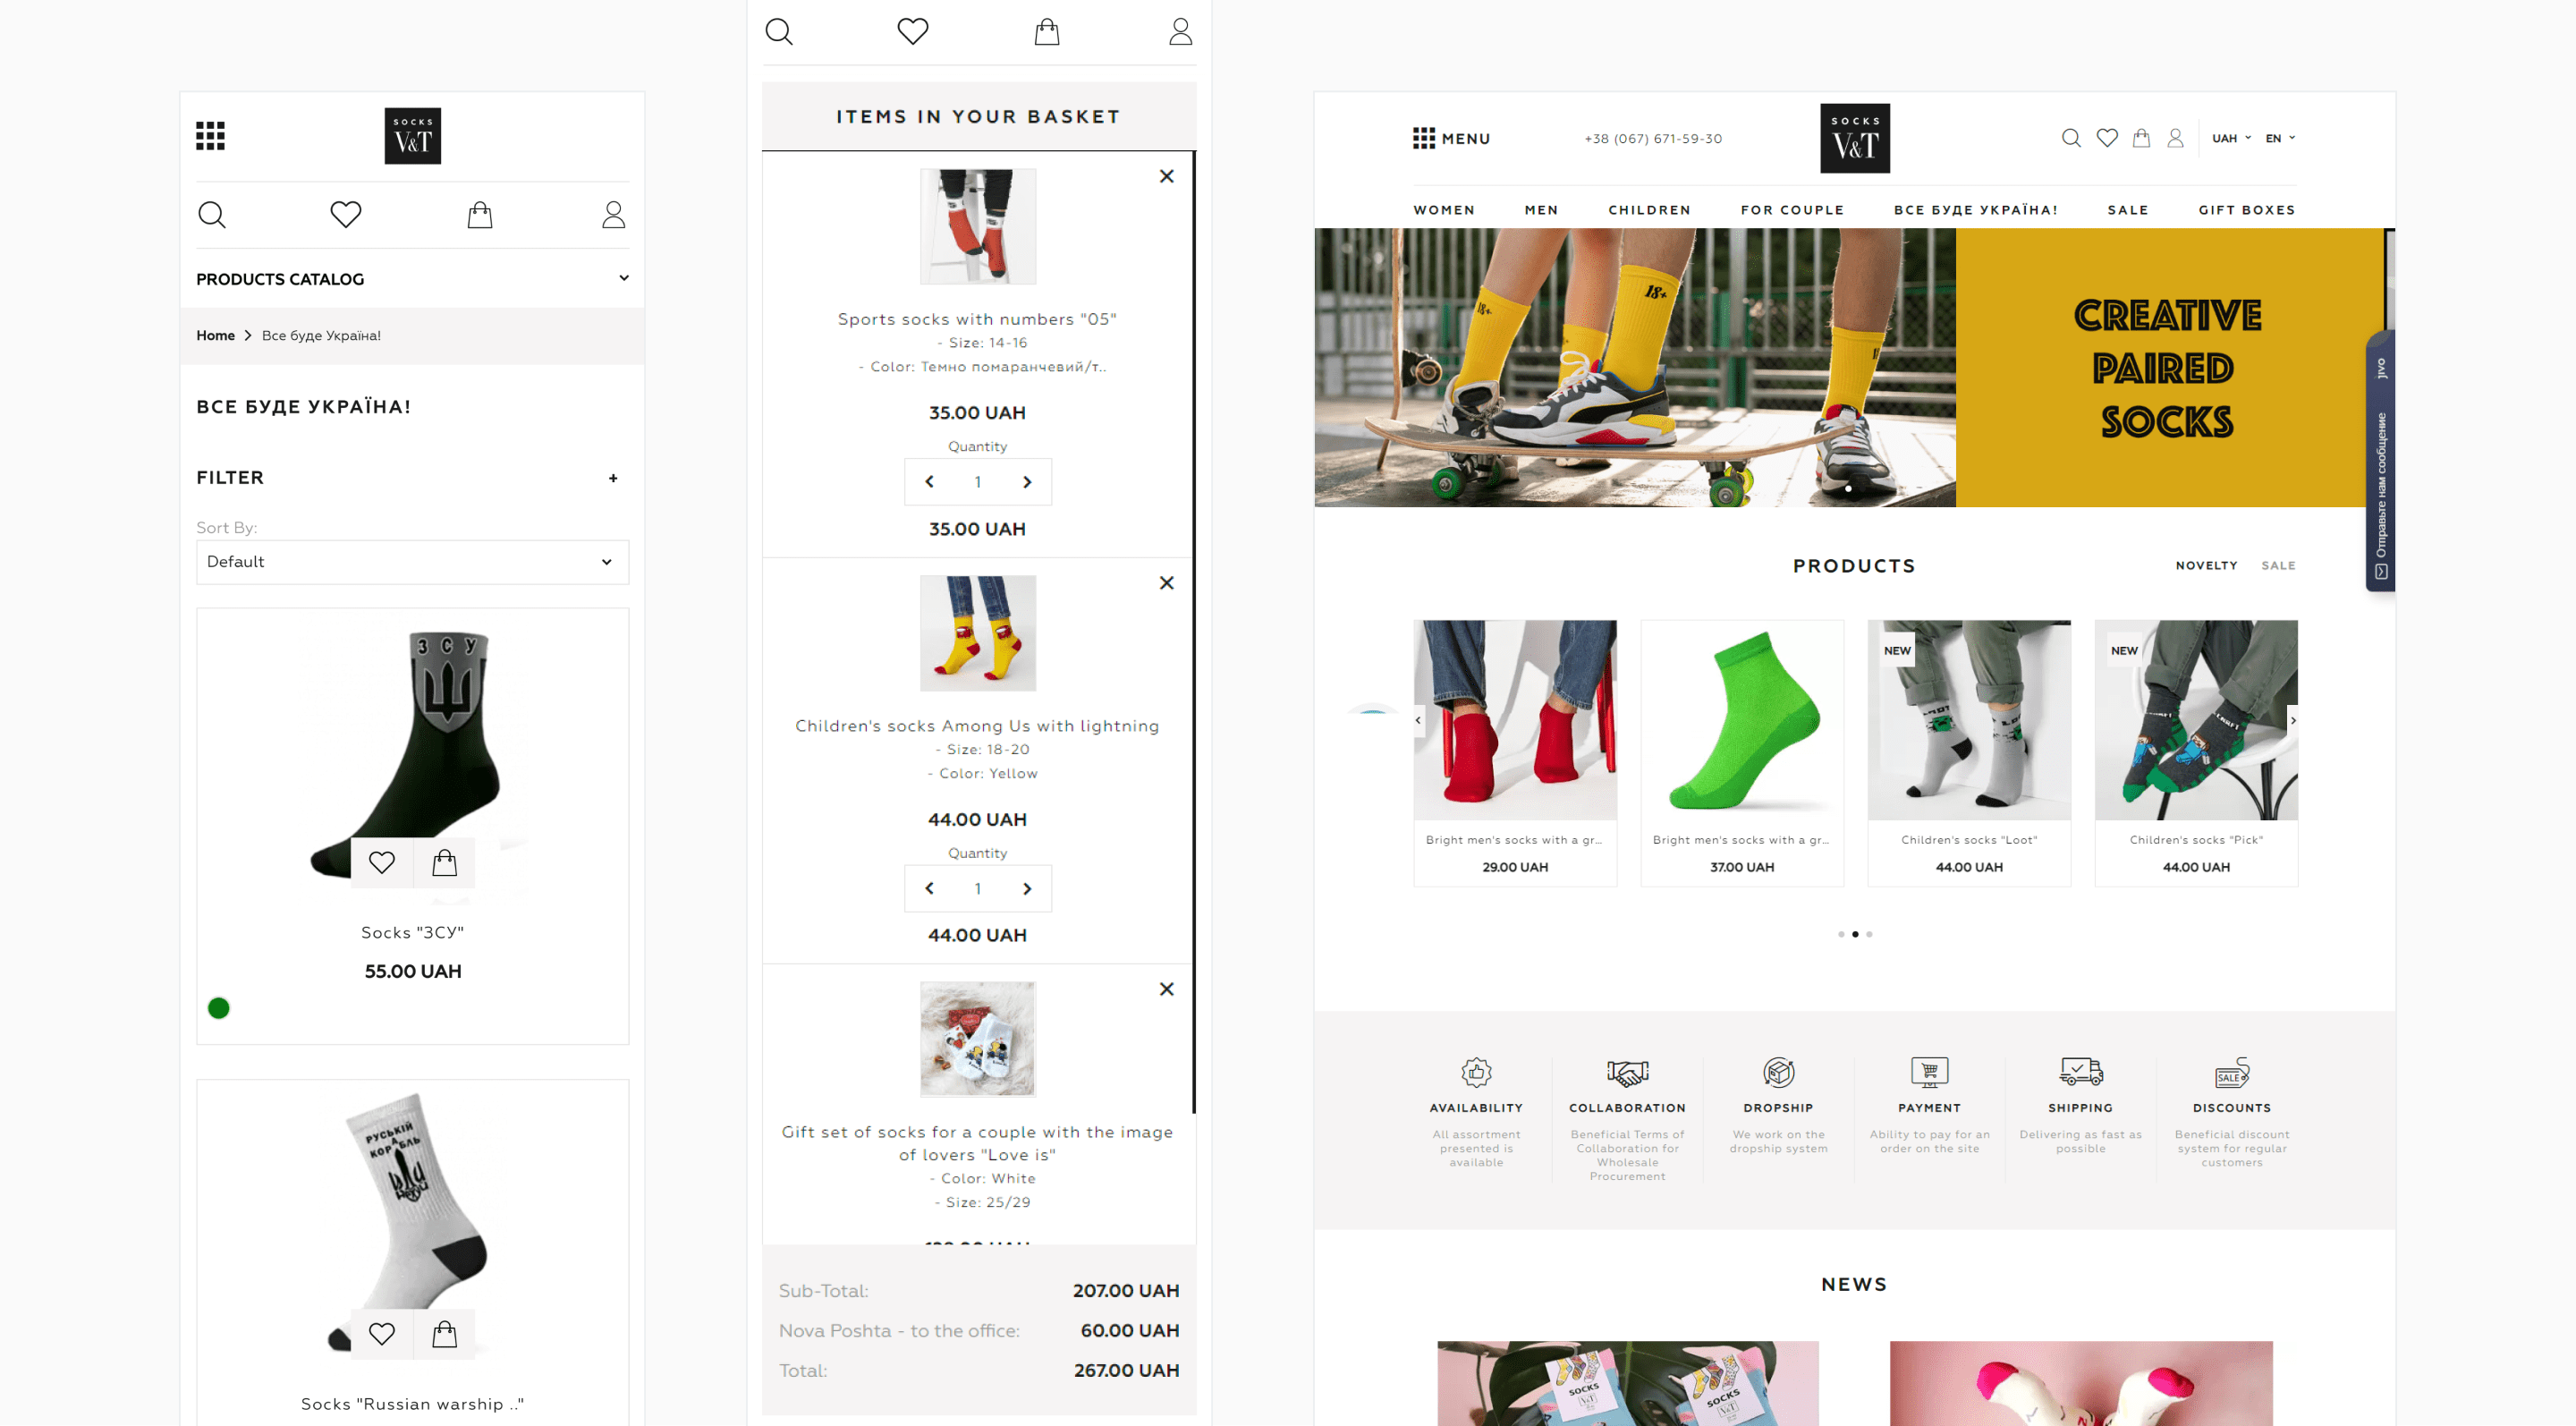 SOCKS
V&T
PRODUCTS CATALOG
Home > Все буде Україна!
ВСЕ БУДЕ УКРАЇНА!
FILTER +
Sort By:
Default
З С У
Socks "ЗСУ"
55.00 UAH
РУСЬКІЙ
КОРАБЛЬ
Socks "Russian warship .."
ITEMS IN YOUR BASKET
Sports socks with numbers "05"
- Size: 14-16
- Color: Темно помаранчевий/т..
35.00 UAH
Quantity
1
35.00 UAH
Children's socks Among Us with lightning
- Size: 18-20
- Color: Yellow
44.00 UAH
Quantity
1
44.00 UAH
Gift set of socks for a couple with the image
of lovers "Love is"
- Color: White
- Size: 25/29
Sub-Total: 207.00 UAH
Nova Poshta - to the office: 60.00 UAH
Total: 267.00 UAH
MENU
+38 (067) 671-59-30
SOCKS
V&T
UAH
EN
WOMEN MEN CHILDREN FOR COUPLE ВСЕ БУДЕ УКРАЇНА! SALE GIFT BOXES
18+
18+
CREATIVE
PAIRED
SOCKS
jivo
Отправьте нам сообщение
PRODUCTS
NOVELTY SALE
NEW
NEW
Bright men's socks with a gr...
29.00 UAH
Bright men's socks with a gr...
37.00 UAH
Children's socks "Loot"
44.00 UAH
Children's socks "Pick"
44.00 UAH
AVAILABILITY
All assortment
presented is
available
COLLABORATION
Beneficial Terms of
Collaboration for
Wholesale
Procurement
DROPSHIP
We work on the
dropship system
PAYMENT
Ability to pay for an
order on the site
SHIPPING
Delivering as fast as
possible
SALE
DISCOUNTS
Beneficial discount
system for regular
customers
NEWS
SOCKS
V&T
SOCKS
V&T